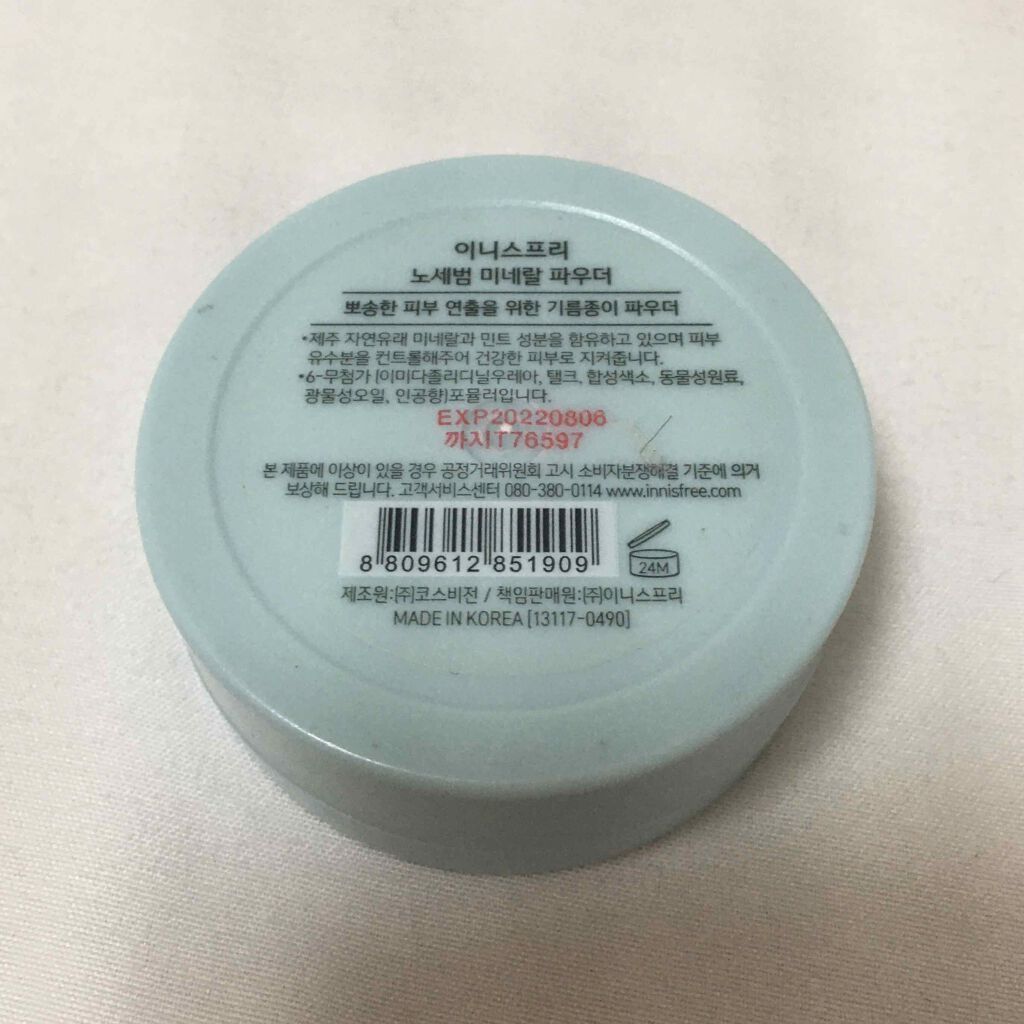 이니스프리
노세범 미네랄 파우더
뽀송한 피부 연출을 위한 기름종이 파우더
•제주 자연유래 미네랄과 민트 성분을 함유하고 있으며 피부
유수분을 컨트롤해주어 건강한 피부로 지켜줍니다.
•6-무첨가 (이미다졸리디닐우레아, 탤크, 합성색소, 동물성원료,
광물성오일, 인공향)포뮬러입니다.
EXP20220806
까지T76597
본 제품에 이상이 있을 경우 공정거래위원회 고시 소비자분쟁해결 기준에 의거
보상해 드립니다. 고객서비스센터 080-380-0114 www.innisfree.com
8 809612 851909
24M
제조원:(주)코스비전 / 책임판매원:(주)이니스프리
MADE IN KOREA [13117-0490]